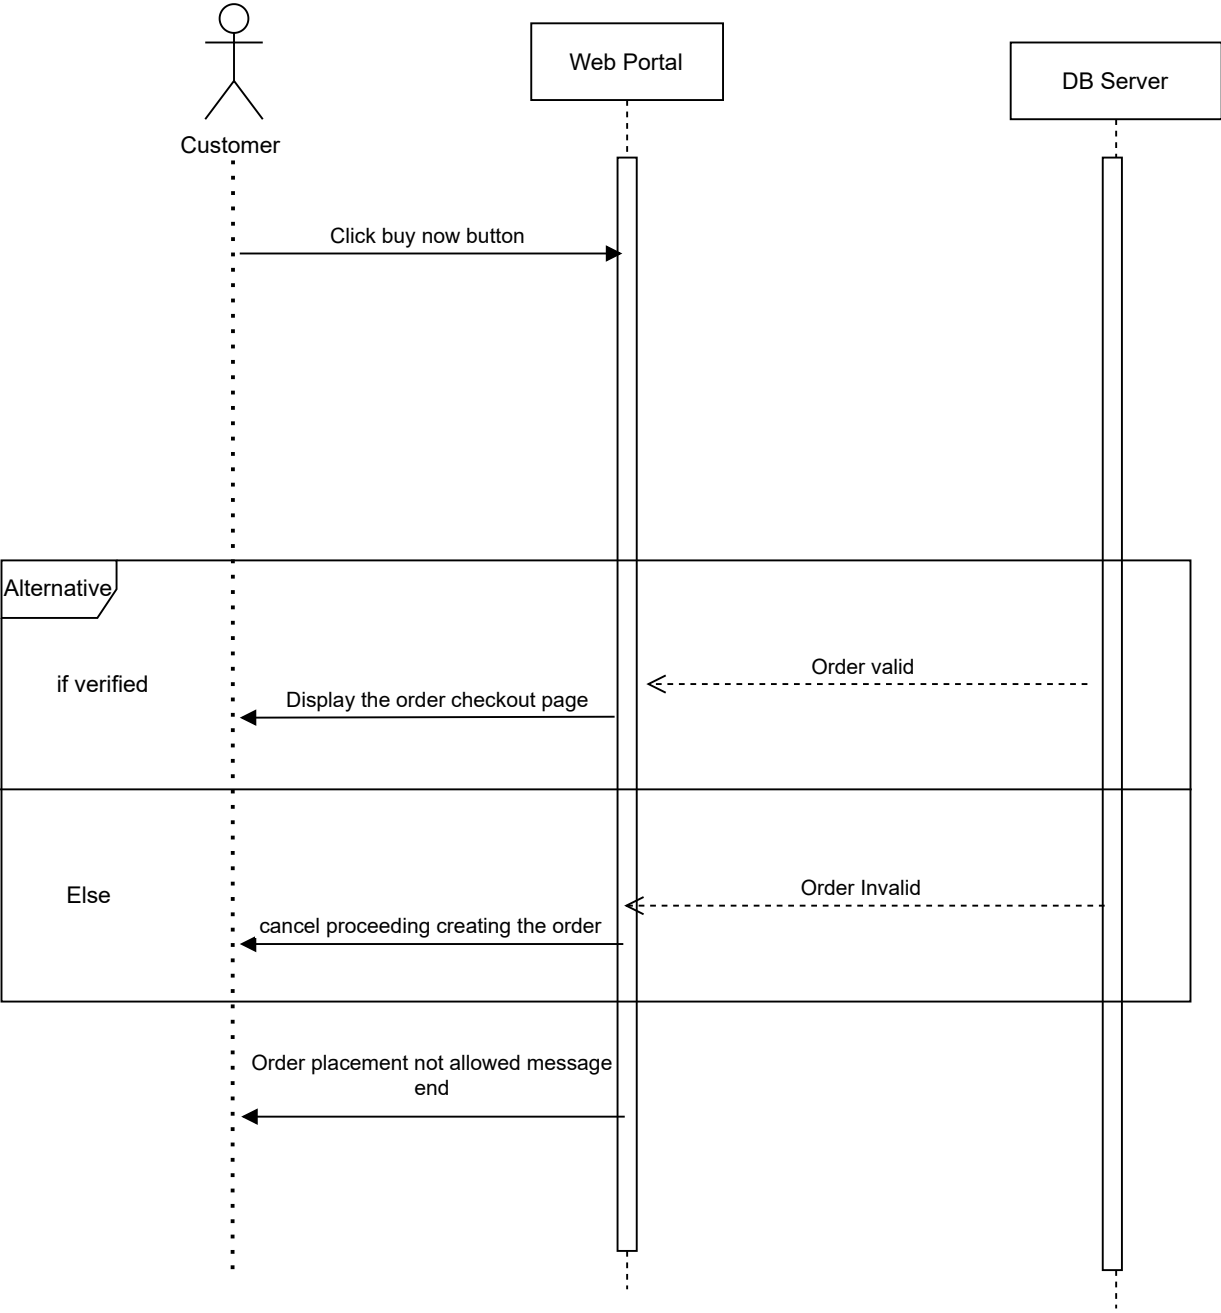 Customer
Web Portal
DB Server
Click buy now button
Alternative
if verified
Order valid
Display the order checkout page
Else
Order Invalid
cancel proceeding creating the order
Order placement not allowed message
end